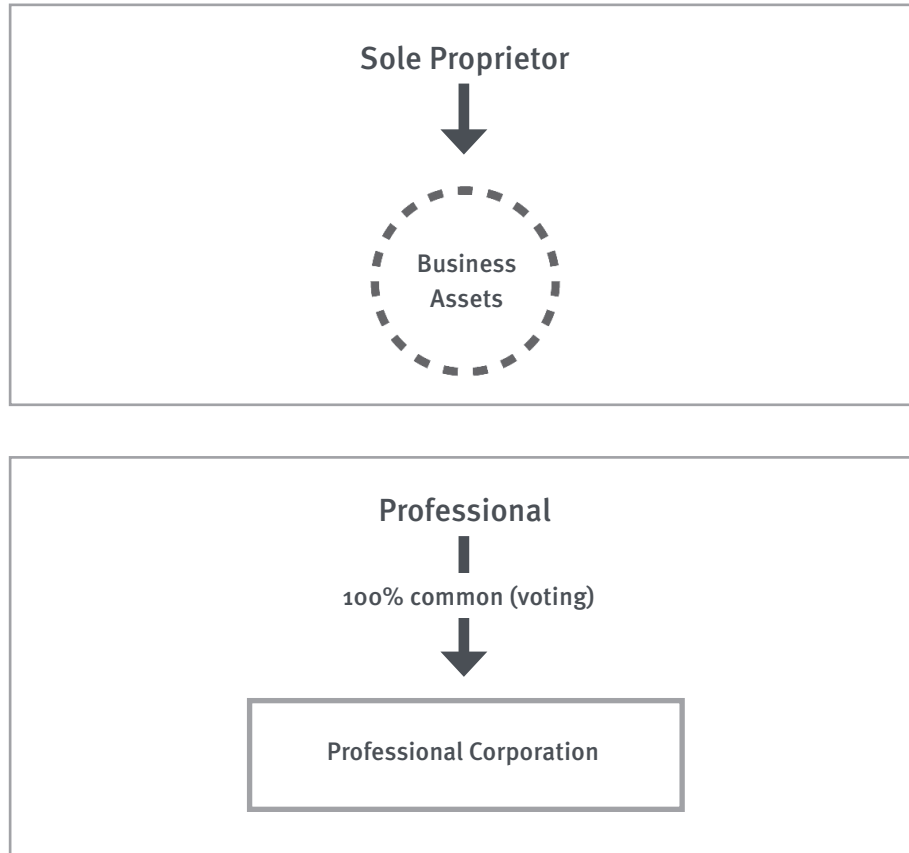 Sole Proprietor
Business
Assets
Professional
100% common (voting)
Professional Corporation